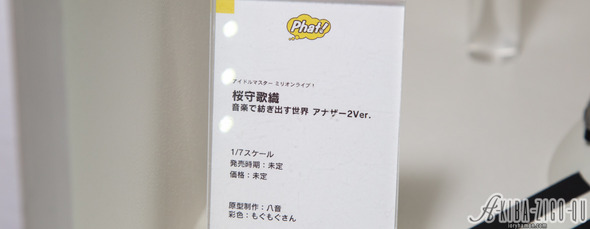 Phat!
アイドルマスター ミリオンライブ！
桜守歌織
音楽で紡ぎ出す世界 アナザー2Ver.
1/7スケール
発売時期：未定
価格：未定
原型制作：八音
彩色：もぐもぐさん
AKIBA-ZIGO-KU